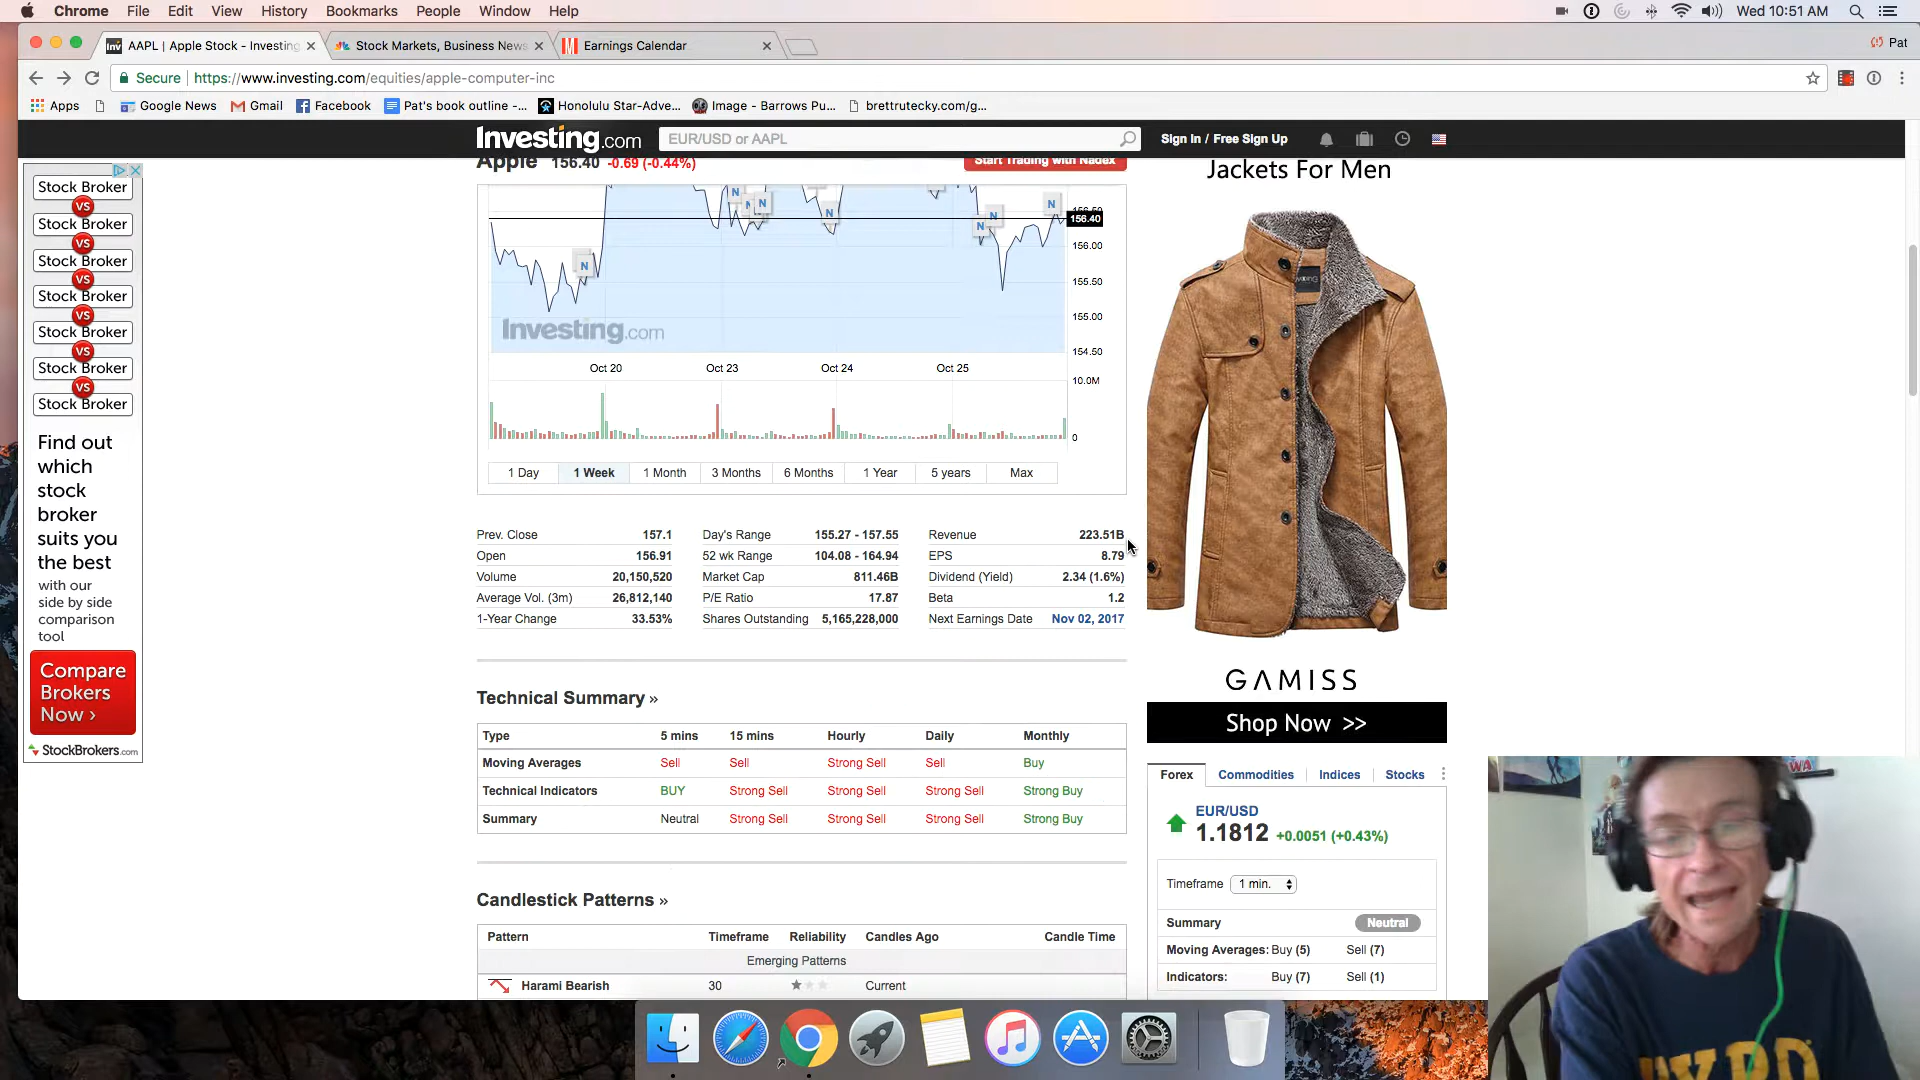 Chrome File Edit View History Bookmarks People Window Help Wed 10:51 AM
AAPL | Apple Stock - Investing Stock Markets, Business News Earnings Calendar Pat
Secure https://www.investing.com/equities/apple-computer-inc
Apps Google News Gmail Facebook Pat's book outline -... Honolulu Star-Adve... Image - Barrows Pu... brettrutecky.com/g...
Investing.com EUR/USD or AAPL Sign In / Free Sign Up
Apple 156.40 -0.69 (-0.44%) Start Trading with Nadex
Stock Broker
VS
Stock Broker
VS
Stock Broker
VS
Stock Broker
VS
Stock Broker
VS
Stock Broker
VS
Stock Broker
Find out
which
stock
broker
suits you
the best
with our
side by side
comparison
tool
Compare
Brokers
Now ›
StockBrokers.com
N N N N N N N N
156.50
156.40
156.00
155.50
155.00
154.50
Investing.com
Oct 20 Oct 23 Oct 24 Oct 25
10.0M
0
1 Day 1 Week 1 Month 3 Months 6 Months 1 Year 5 years Max
Prev. Close 157.1 Day's Range 155.27 - 157.55 Revenue 223.51B
Open 156.91 52 wk Range 104.08 - 164.94 EPS 8.79
Volume 20,150,520 Market Cap 811.46B Dividend (Yield) 2.34 (1.6%)
Average Vol. (3m) 26,812,140 P/E Ratio 17.87 Beta 1.2
1-Year Change 33.53% Shares Outstanding 5,165,228,000 Next Earnings Date Nov 02, 2017
Technical Summary »
Type 5 mins 15 mins Hourly Daily Monthly
Moving Averages Sell Sell Strong Sell Sell Buy
Technical Indicators BUY Strong Sell Strong Sell Strong Sell Strong Buy
Summary Neutral Strong Sell Strong Sell Strong Sell Strong Buy
Candlestick Patterns »
Pattern Timeframe Reliability Candles Ago Candle Time
Emerging Patterns
Harami Bearish 30 Current
Jackets For Men
GAMISS
Shop Now >>
Forex Commodities Indices Stocks
EUR/USD
1.1812 +0.0051 (+0.43%)
Timeframe 1 min.
Summary Neutral
Moving Averages: Buy (5) Sell (7)
Indicators: Buy (7) Sell (1)